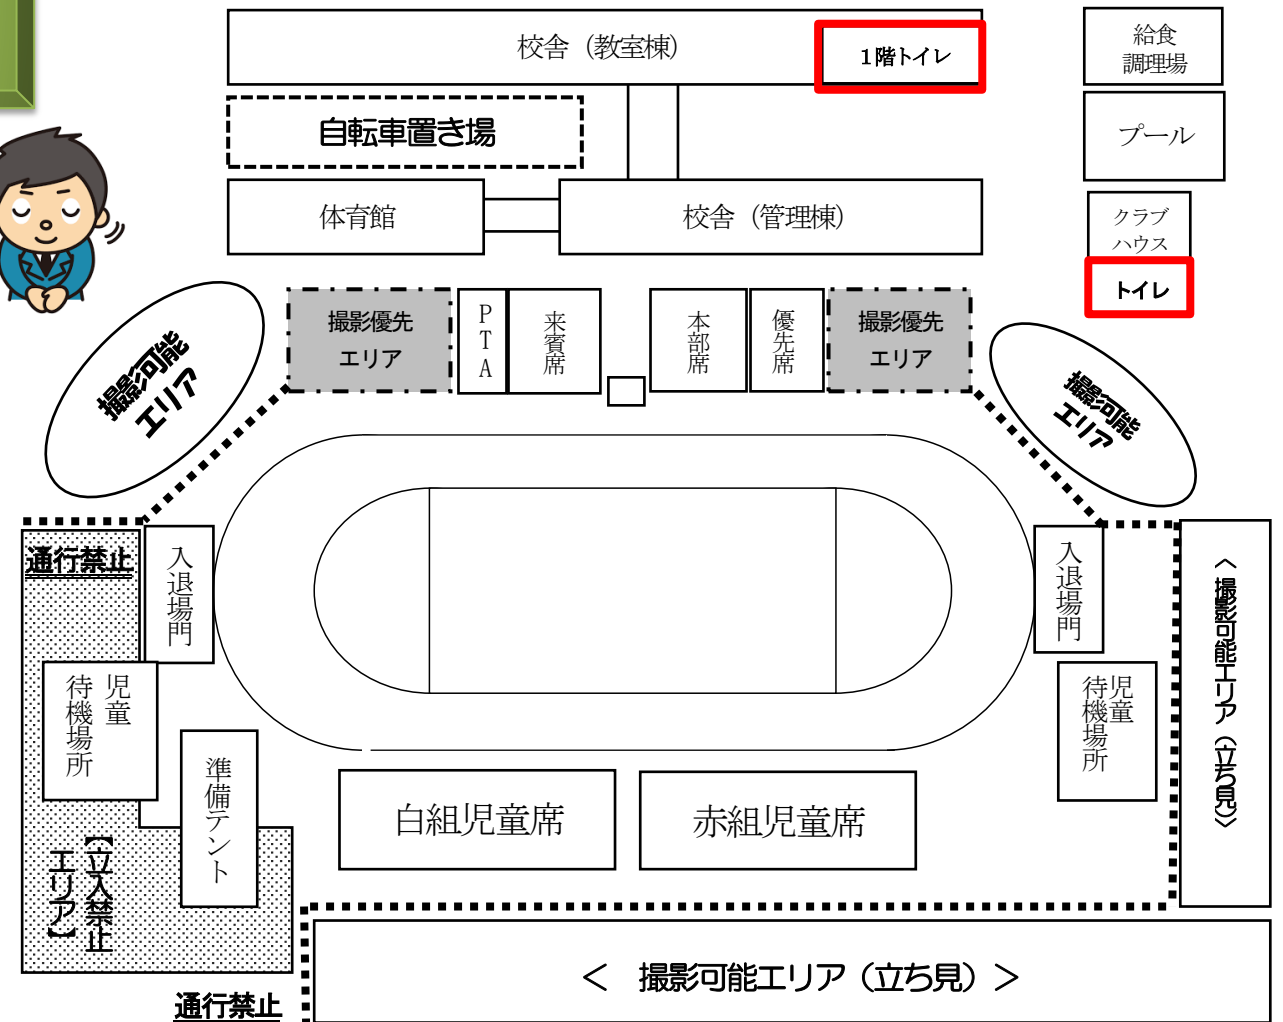 校舎（教室棟）
1階トイレ
給食
調理場
自転車置き場
プール
体育館
校舎（管理棟）
クラブ
ハウス
トイレ
撮影可能
エリア
撮影優先
エリア
PTA
来賓席
本部席
優先席
撮影優先
エリア
撮影可能
エリア
通行禁止
入退場門
入退場門
＜撮影可能エリア（立ち見）＞
児童
待機場所
児童
待機場所
準備テント
白組児童席
赤組児童席
【立入禁止
エリア】
＜　撮影可能エリア（立ち見）＞
通行禁止